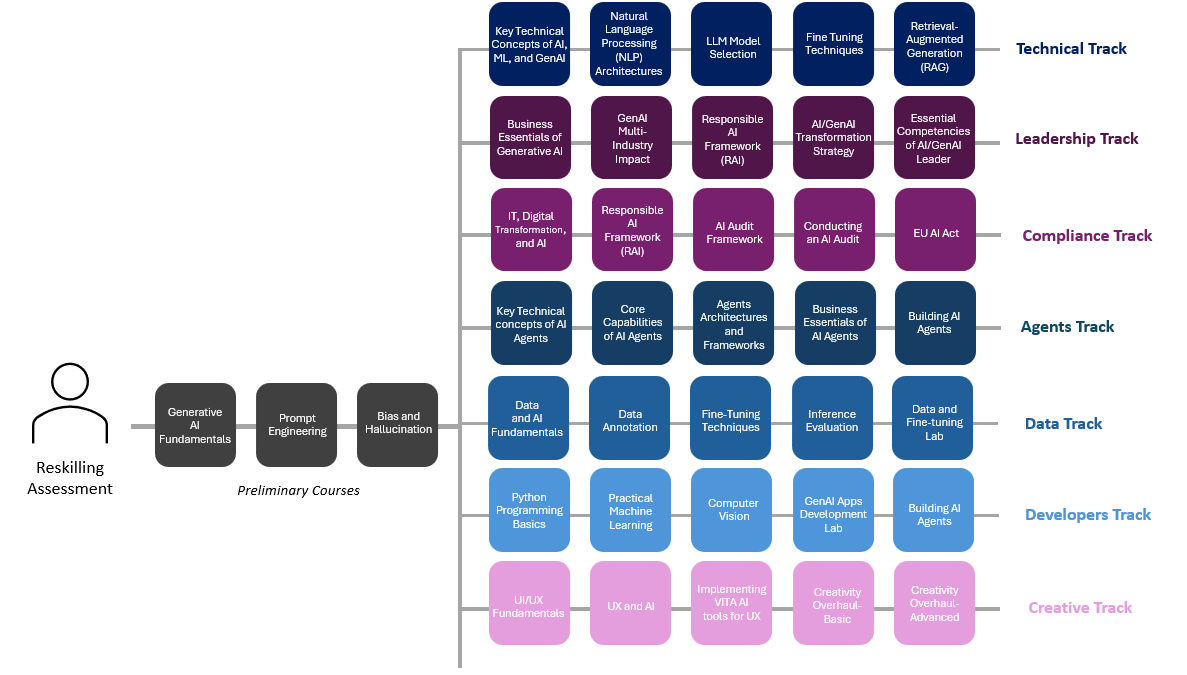 Reskilling
Assessment
Generative
AI
Fundamentals
Prompt
Engineering
Bias and
Hallucination
Preliminary Courses
Key Technical
Concepts of AI,
ML, and GenAI
Natural
Language
Processing
(NLP)
Architectures
LLM Model
Selection
Fine Tuning
Techniques
Retrieval-
Augmented
Generation
(RAG)
Technical Track
Business
Essentials of
Generative AI
GenAI
Multi-
Industry
Impact
Responsible
AI
Framework
(RAI)
AI/GenAI
Transformation
Strategy
Essential
Competencies
of AI/GenAI
Leader
Leadership Track
IT, Digital
Transformation,
and AI
Responsible
AI
Framework
(RAI)
AI Audit
Framework
Conducting
an AI Audit
EU AI Act
Compliance Track
Key Technical
concepts of AI
Agents
Core
Capabilities
of AI Agents
Agents
Architectures
and
Frameworks
Business
Essentials of
AI Agents
Building AI
Agents
Agents Track
Data
and AI
Fundamentals
Data
Annotation
Fine-Tuning
Techniques
Inference
Evaluation
Data and
Fine-tuning
Lab
Data Track
Python
Programming
Basics
Practical
Machine
Learning
Computer
Vision
GenAI Apps
Development
Lab
Building AI
Agents
Developers Track
UI/UX
Fundamentals
UX and AI
Implementing
VITA AI
tools for UX
Creativity
Overhaul-
Basic
Creativity
Overhaul-
Advanced
Creative Track